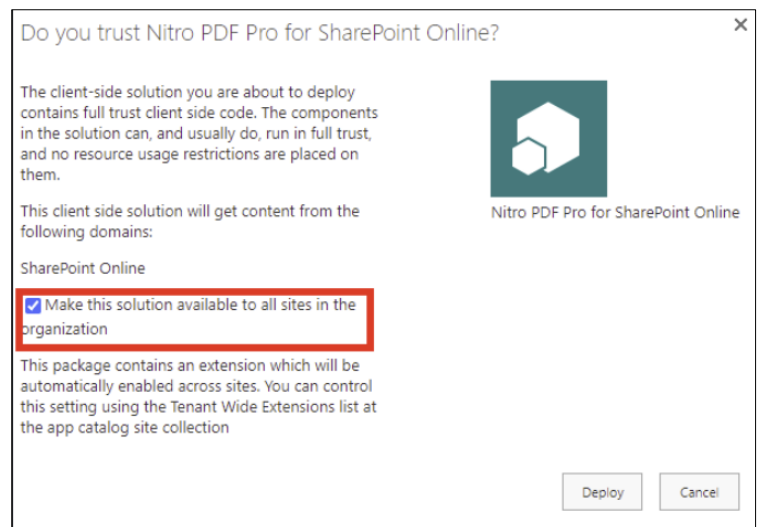 Do you trust Nitro PDF Pro for SharePoint Online?
The client-side solution you are about to deploy
contains full trust client side code. The components
in the solution can, and usually do, run in full trust,
and no resource usage restrictions are placed on
them.
This client side solution will get content from the
following domains:
SharePoint Online
Make this solution available to all sites in the
organization
This package contains an extension which will be
automatically enabled across sites. You can control
this setting using the Tenant Wide Extensions list at
the app catalog site collection
Nitro PDF Pro for SharePoint Online
Deploy
Cancel